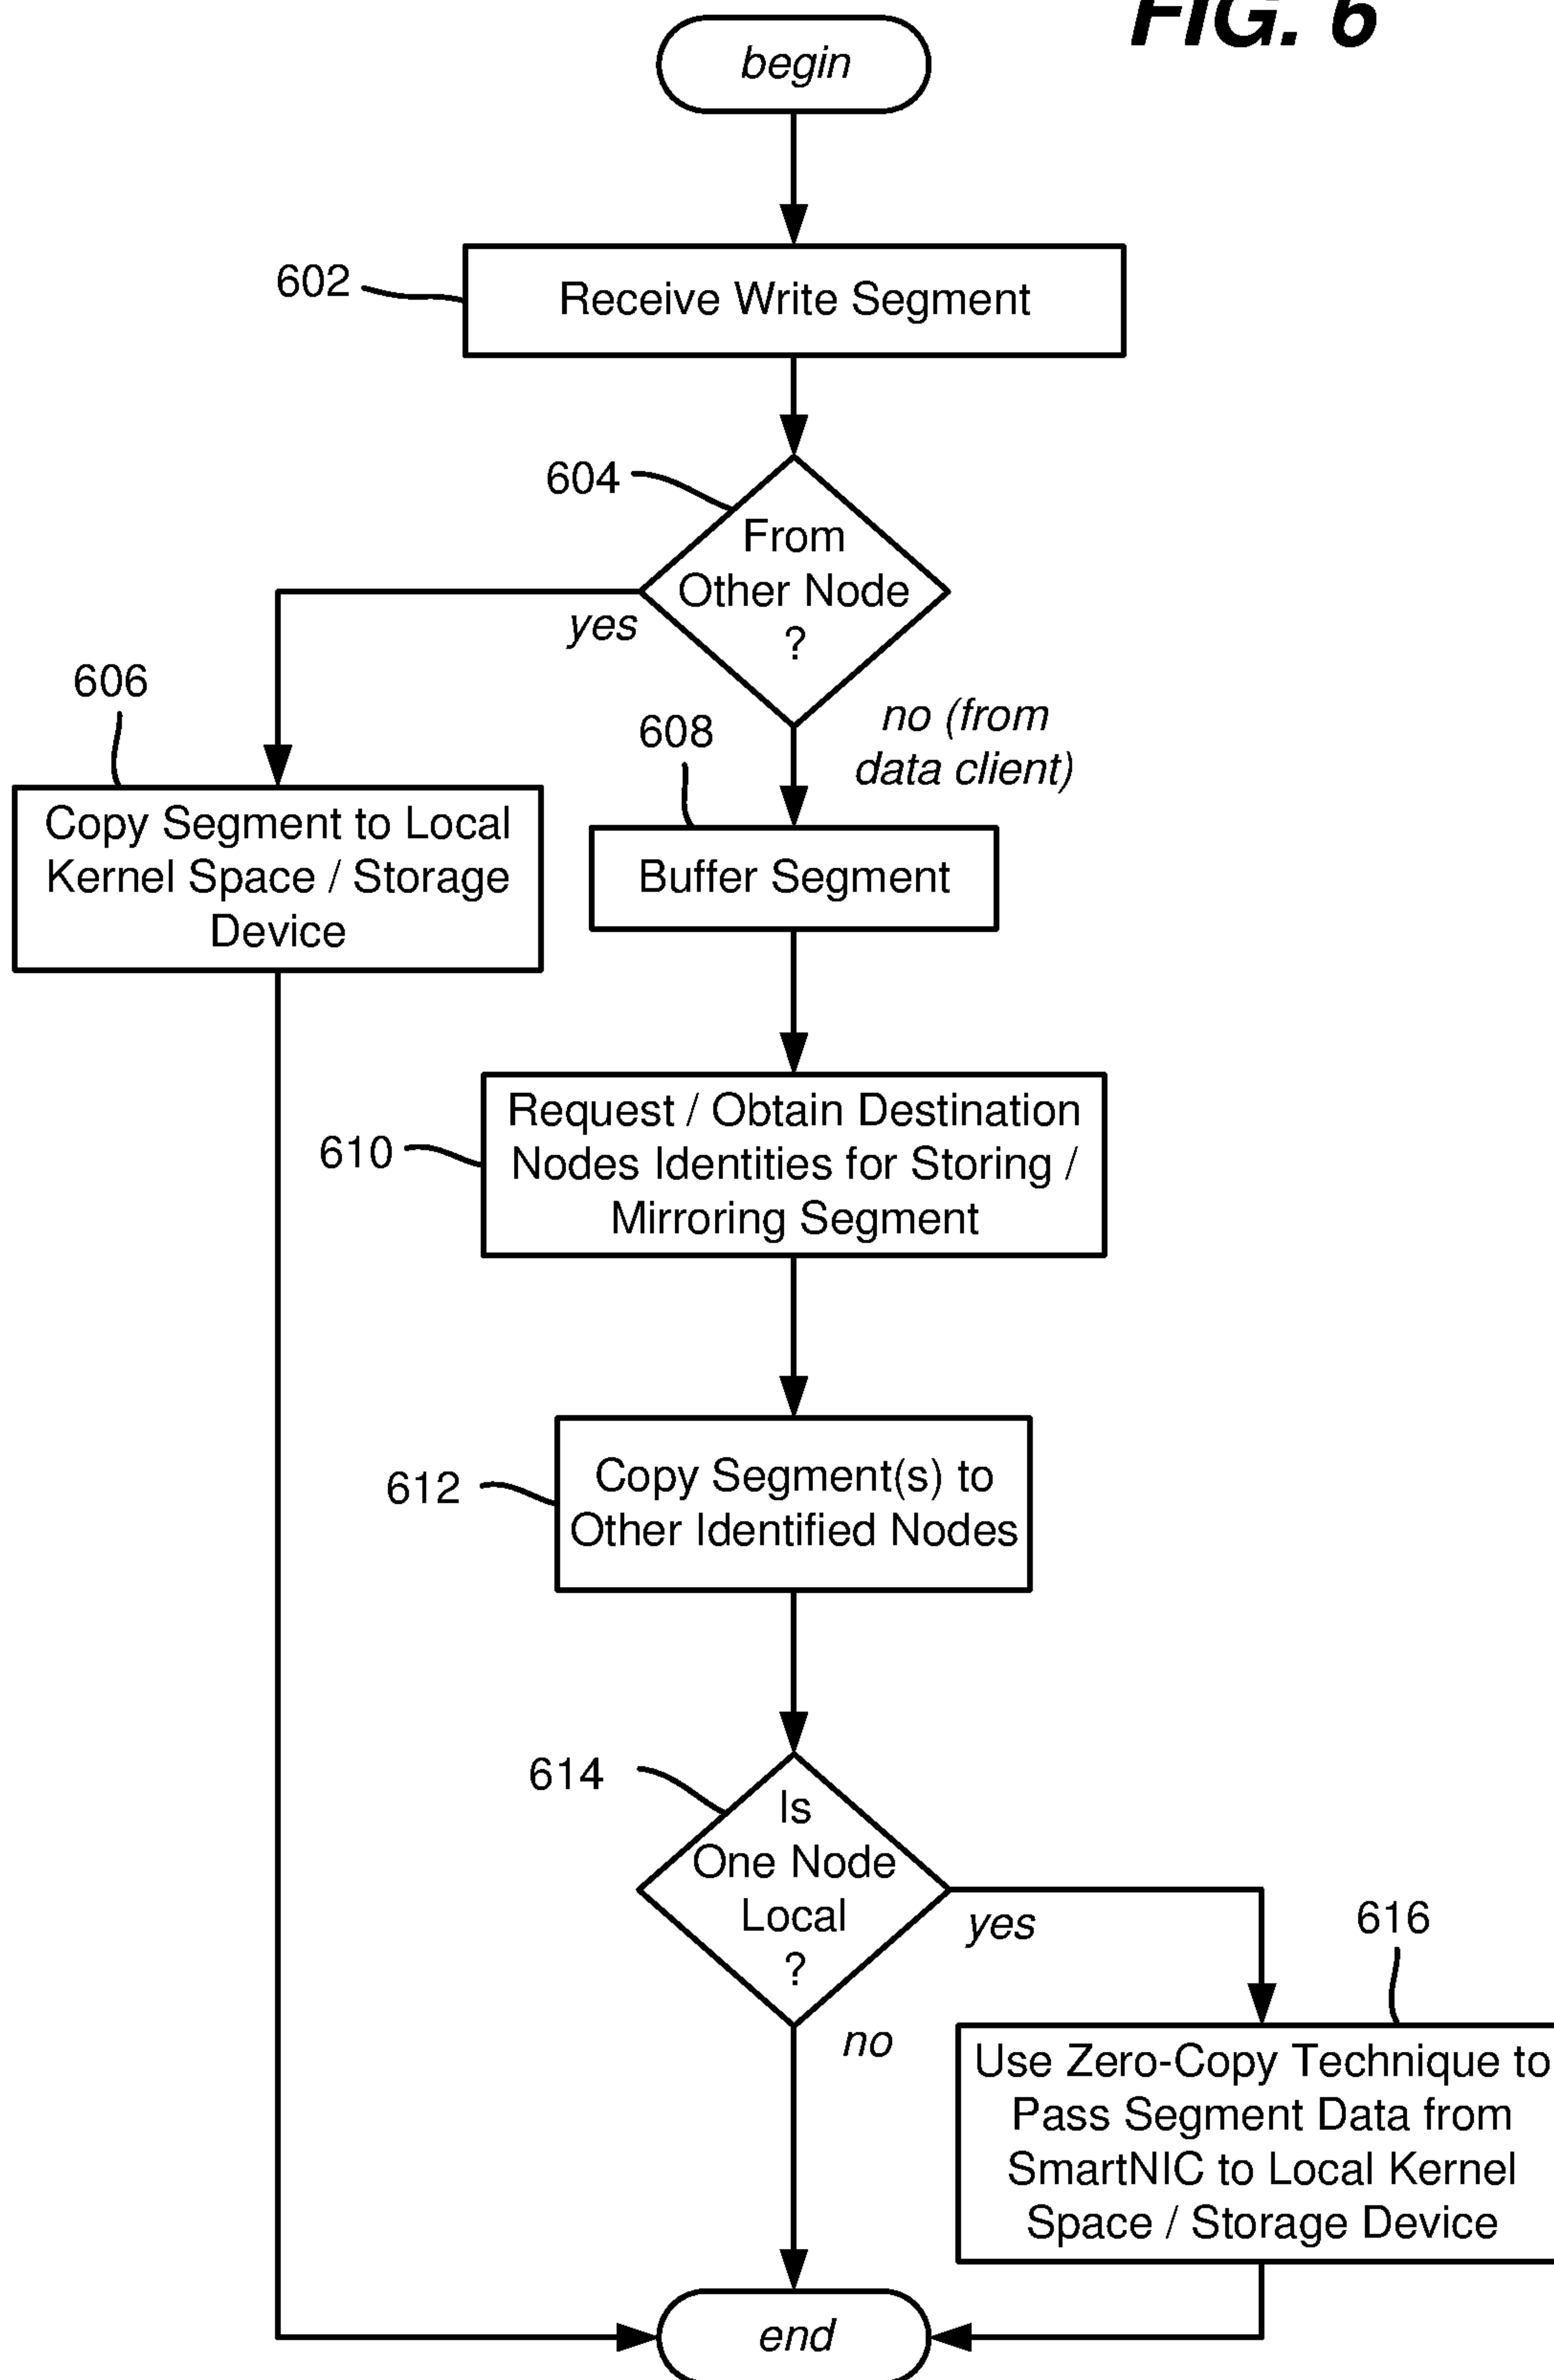 FIG. 6
begin
602
Receive Write Segment
604
From
Other Node
?
yes
no (from
data client)
606
608
Copy Segment to Local
Kernel Space / Storage
Device
Buffer Segment
610
Request / Obtain Destination
Nodes Identities for Storing /
Mirroring Segment
612
Copy Segment(s) to
Other Identified Nodes
614
Is
One Node
Local
?
yes
no
616
Use Zero-Copy Technique to
Pass Segment Data from
SmartNIC to Local Kernel
Space / Storage Device
end